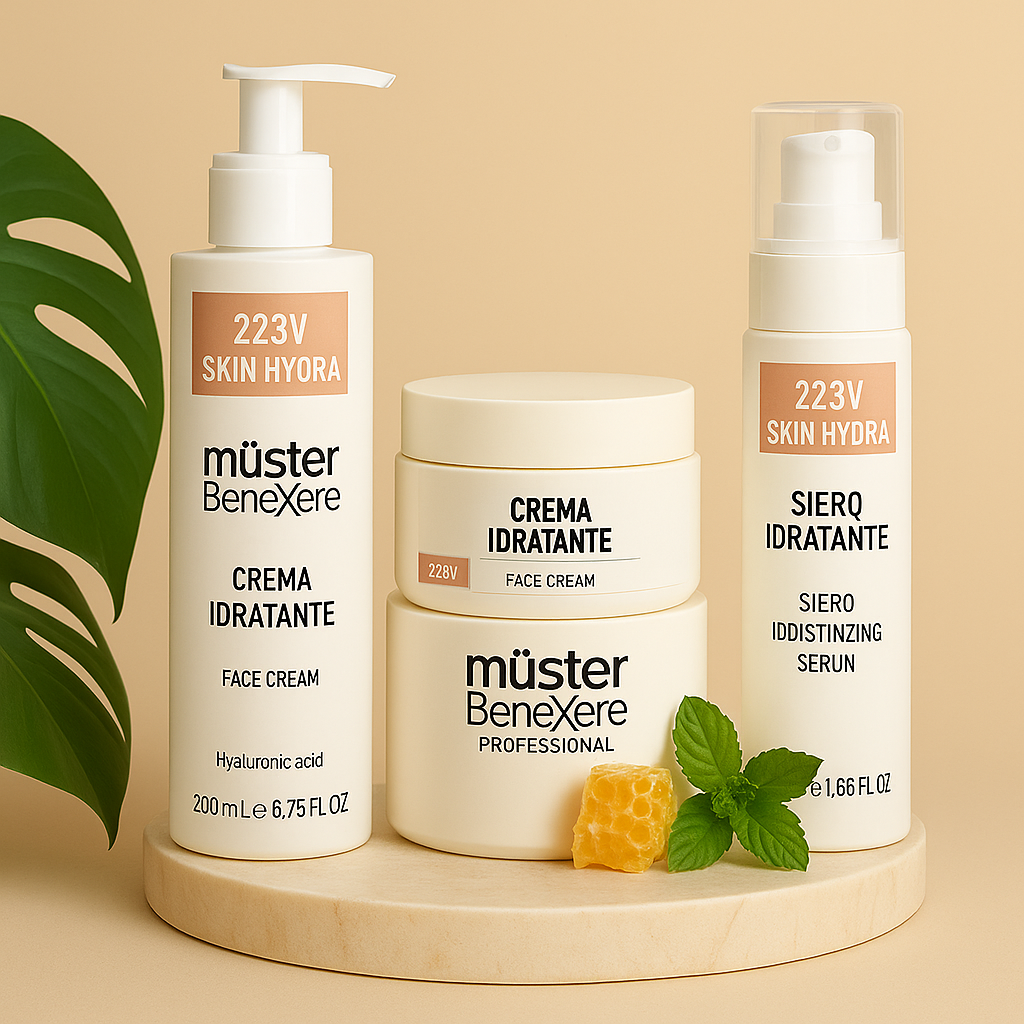 223V
SKIN HYORA
müster
BeneXere
CREMA
IDRATANTE
FACE CREAM
Hyaluronic acid
200 mL e 6,75 FL OZ
CREMA
IDRATANTE
228V
FACE CREAM
müster
BeneXere
PROFESSIONAL
223V
SKIN HYDRA
SIERQ
IDRATANTE
SIERO
IDDISTINZING
SERUN
e 1,66 FL OZ